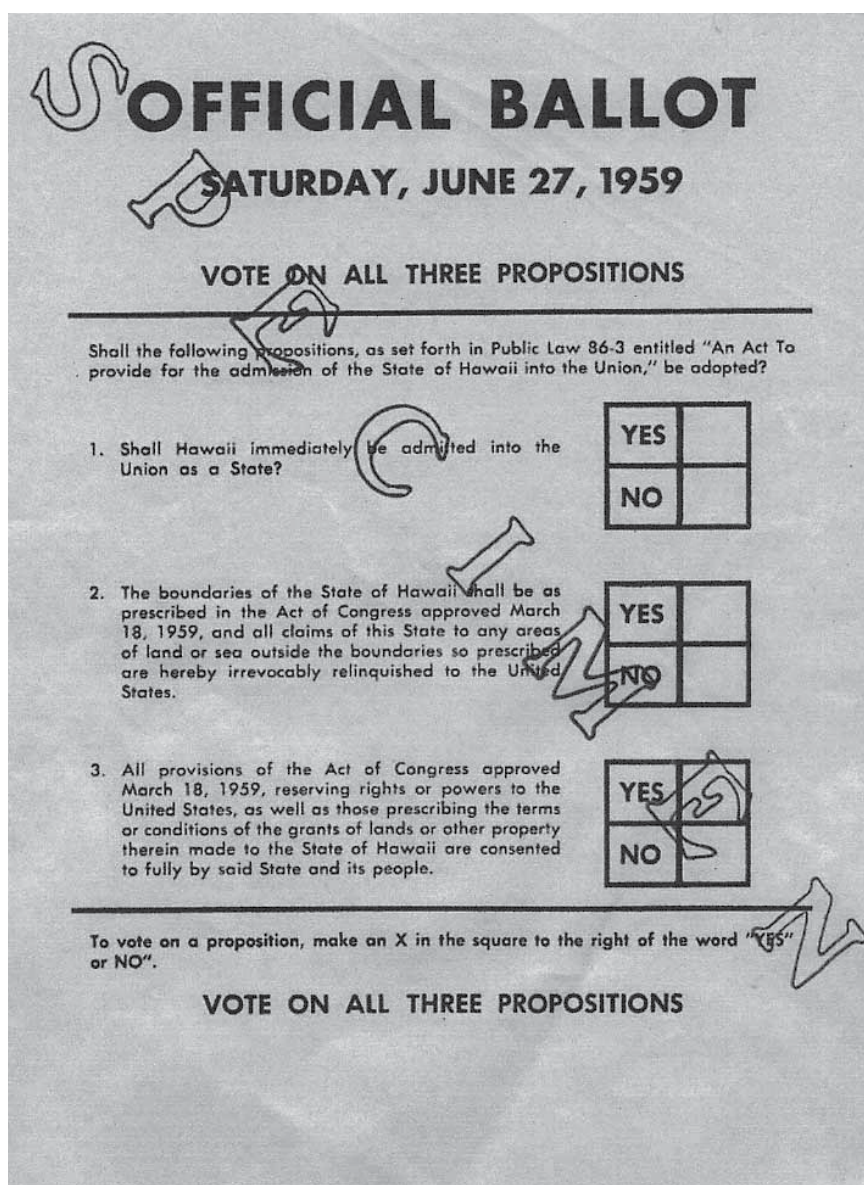 OFFICIAL BALLOT
SATURDAY, JUNE 27, 1959
VOTE ON ALL THREE PROPOSITIONS
Shall the following propositions, as set forth in Public Law 86-3 entitled "An Act To
provide for the admission of the State of Hawaii into the Union," be adopted?
1. Shall Hawaii immediately be admitted into the
Union as a State?
YES
NO
2. The boundaries of the State of Hawaii shall be as
prescribed in the Act of Congress approved March
18, 1959, and all claims of this State to any areas
of land or sea outside the boundaries so prescribed
are hereby irrevocably relinquished to the United
States.
YES
NO
3. All provisions of the Act of Congress approved
March 18, 1959, reserving rights or powers to the
United States, as well as those prescribing the terms
or conditions of the grants of lands or other property
therein made to the State of Hawaii are consented
to fully by said State and its people.
YES
NO
To vote on a proposition, make an X in the square to the right of the word "YES"
or NO".
VOTE ON ALL THREE PROPOSITIONS
SPECIMEN